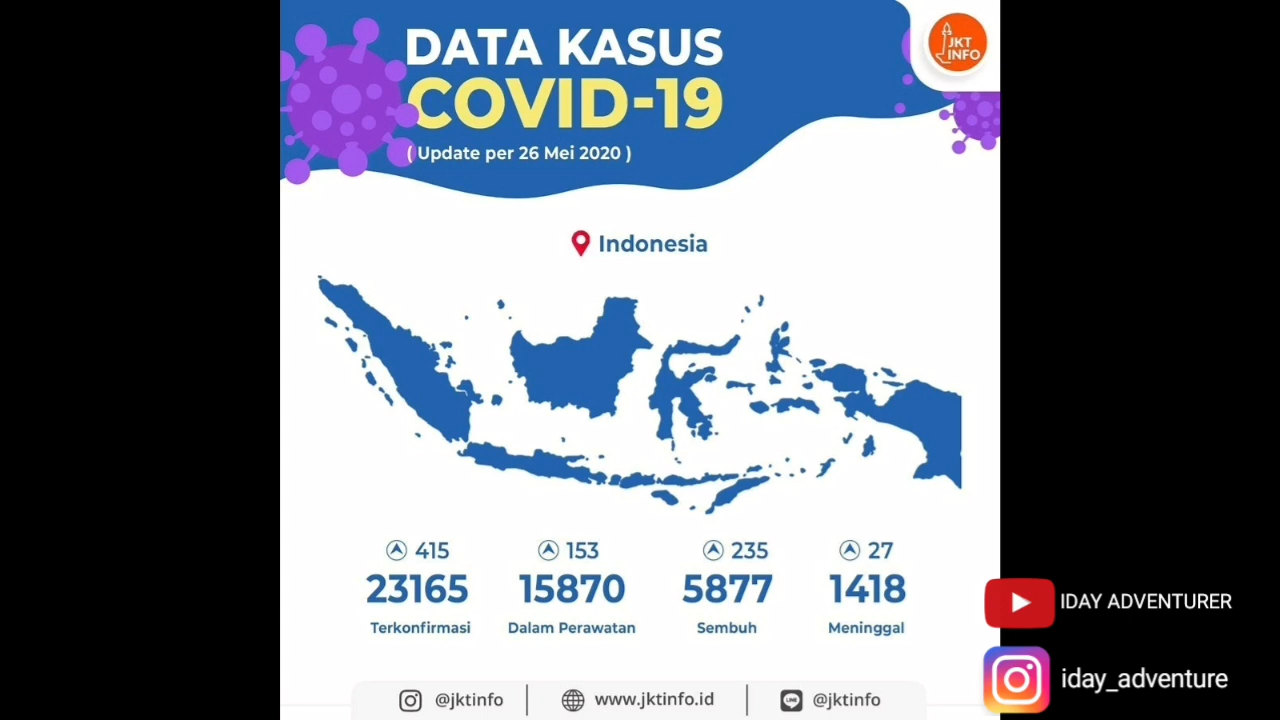 DATA KASUS
COVID-19
( Update per 26 Mei 2020 )
JKT
INFO
Indonesia
415
153
235
27
23165
15870
5877
1418
Terkonfirmasi
Dalam Perawatan
Sembuh
Meninggal
IDAY ADVENTURER
iday_adventure
@jktinfo
www.jktinfo.id
LINE
@jktinfo